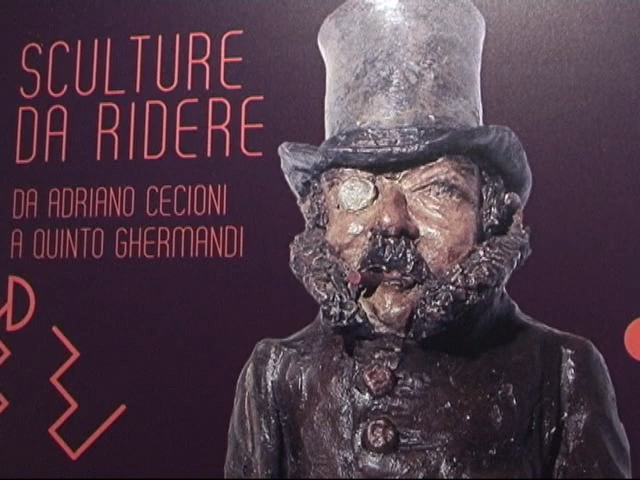 SCULTURE
DA RIDERE
DA ADRIANO CECIONI
A QUINTO GHERMANDI